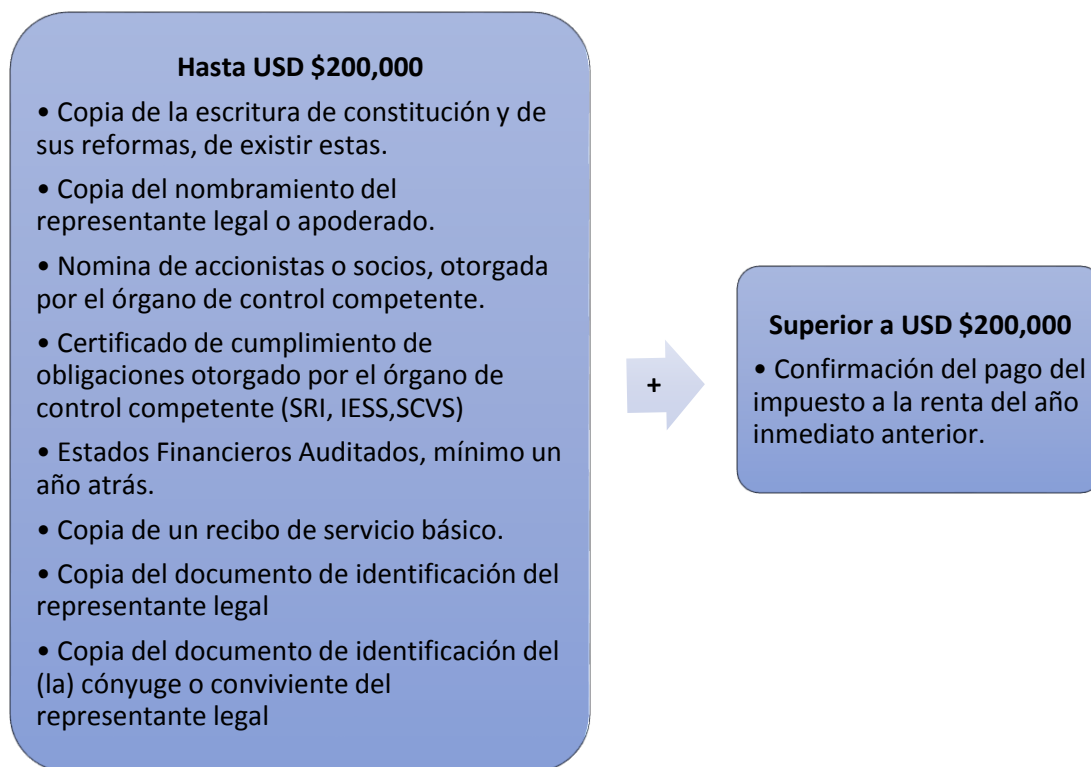 Hasta USD $200,000
• Copia de la escritura de constitución y de
sus reformas, de existir estas.
• Copia del nombramiento del
representante legal o apoderado.
• Nomina de accionistas o socios, otorgada
por el órgano de control competente.
• Certificado de cumplimiento de
obligaciones otorgado por el órgano de
control competente (SRI, IESS,SCVS)
• Estados Financieros Auditados, mínimo un
año atrás.
• Copia de un recibo de servicio básico.
• Copia del documento de identificación del
representante legal
• Copia del documento de identificación del
(la) cónyuge o conviviente del
representante legal
+
Superior a USD $200,000
• Confirmación del pago del
impuesto a la renta del año
inmediato anterior.